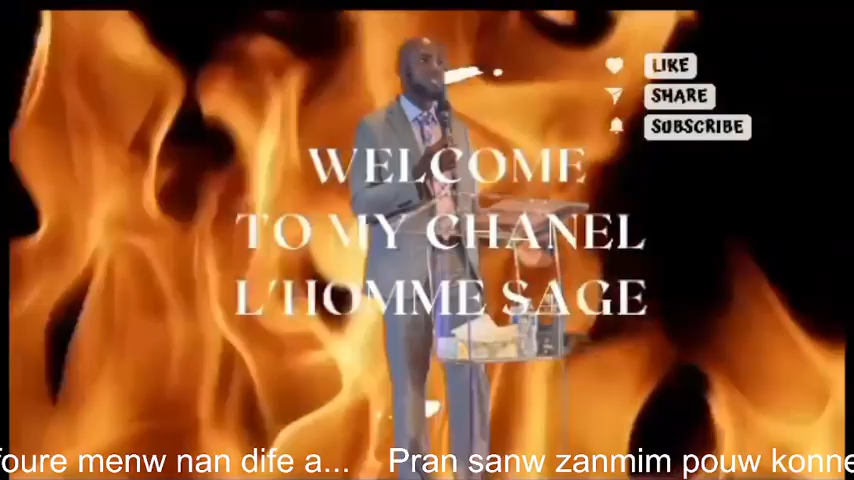 LIKE
SHARE
SUBSCRIBE
WELCOME
TO MY CHANEL
L'HOMME SAGE
foure menw nan dife a... Pran sanw zanmim pouw konne